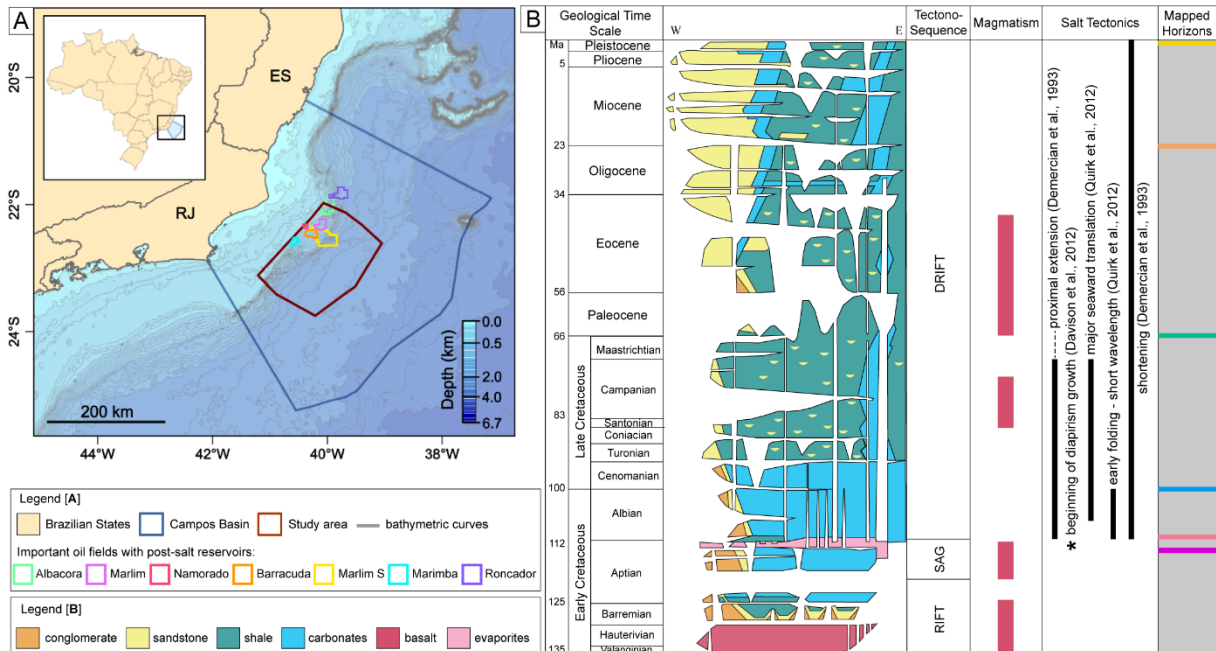 A
20°S
22°S
24°S
ES
RJ
Depth (km)
0.0
2.0
4.0
6.7
200 km
44°W
42°W
40°W
38°W
Legend [A]
Brazilian States
Campos Basin
Study area
bathymetric curves
Important oil fields with post-salt reservoirs:
Albacora
Marlim
Namorado
Barracuda
Marlim S
Marimba
Roncador
Legend [B]
conglomerate
sandstone
shale
carbonates
basalt
evaporites
B
Geological Time
Scale
W
E
Tectono-
Sequence
Magmatism
Salt Tectonics
Mapped
Horizons
Ma
Pleistocene
5
Pliocene
Miocene
23
Oligocene
34
Eocene
56
Paleocene
66
Late Cretaceous
Maastrichtian
Campanian
83
Santonian
Coniacian
Turonian
Cenomanian
100
Early Cretaceous
Albian
112
Aptian
125
Barremian
Hauterivian
135
Valanginian
DRIFT
SAG
RIFT
-----proximal extension (Demercian et al., 1993)
* beginning of diapirism growth (Davison et al., 2012)
major seaward translation (Quirk et al., 2012)
early folding - short wavelength (Quirk et al., 2012)
shortening (Demercian et al., 1993)